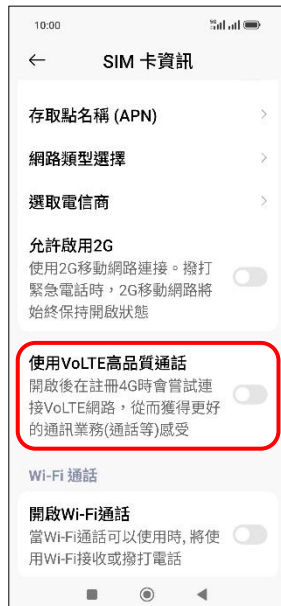 10:00
5G
SIM 卡資訊
存取點名稱 (APN)
網路類型選擇
選取電信商
允許啟用2G
使用2G移動網路連接。撥打
緊急電話時，2G移動網路將
始終保持開啟狀態
使用VoLTE高品質通話
開啟後在註冊4G時會嘗試連
接VoLTE網路，從而獲得更好
的通訊業務(通話等)感受
Wi-Fi 通話
開啟Wi-Fi通話
當Wi-Fi通話可以使用時, 將使
用Wi-Fi接收或撥打電話